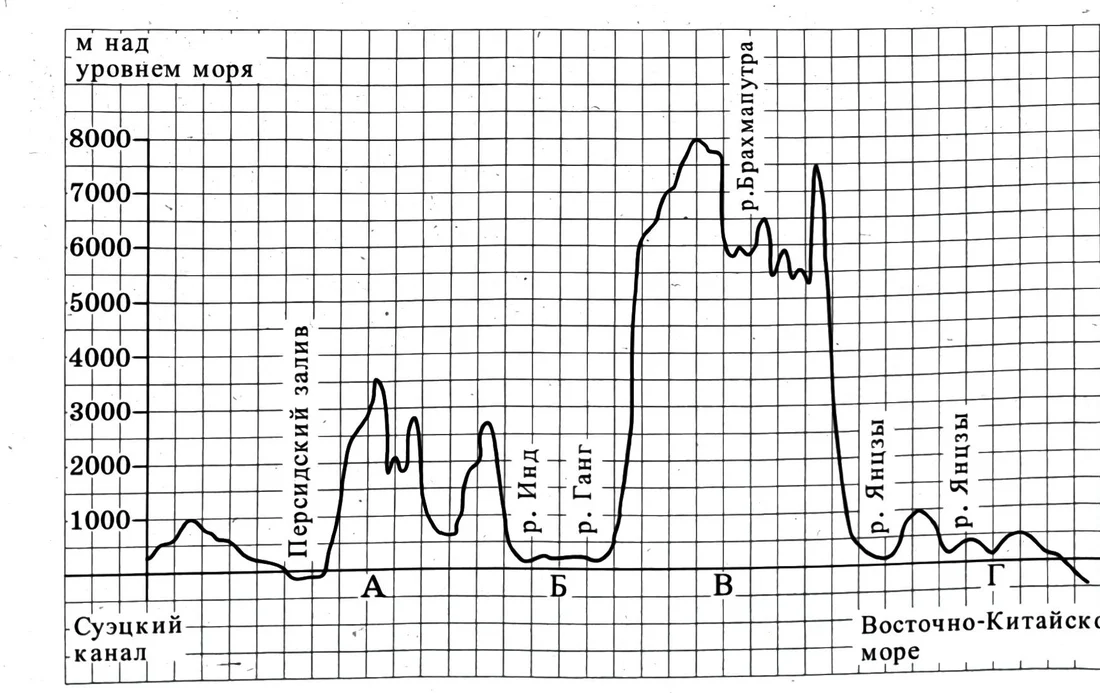 м над
уровнем моря
р.Брахмапутра
8000
7000
6000
5000
4000
3000
2000
1000
Персидский залив
р. Инд
р. Ганг
р. Янцзы
р. Янцзы
А
Б
В
Г
Суэцкий
канал
Восточно-Китайско
море